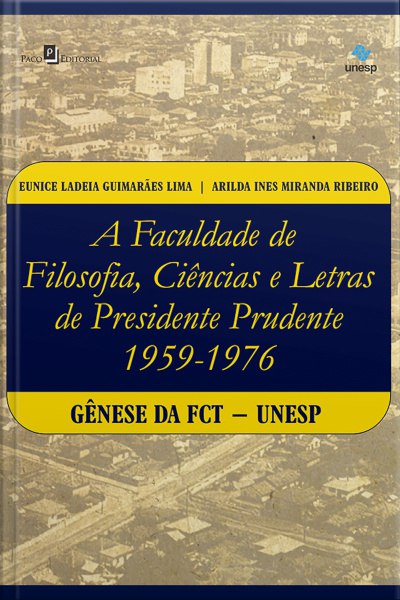 PACO EDITORIAL
unesp
EUNICE LADEIA GUIMARÃES LIMA | ARILDA INES MIRANDA RIBEIRO
A Faculdade de
Filosofia, Ciências e Letras
de Presidente Prudente
1959-1976
GÊNESE DA FCT – UNESP